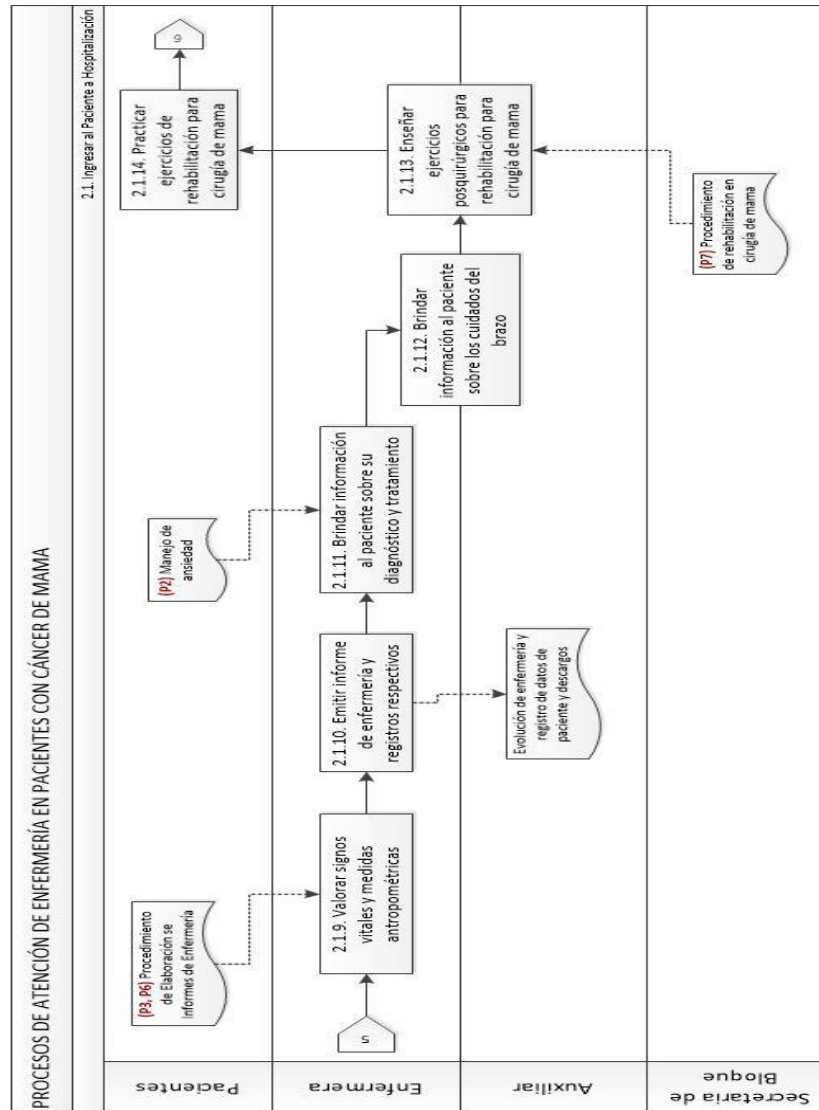 PROCESOS DE ATENCIÓN DE ENFERMERÍA EN PACIENTES CON CÁNCER DE MAMA
2.1. Ingresar al Paciente a Hospitalización
Pacientes
(P3, P6) Procedimiento
de Elaboración se
Informes de Enfermería
(P2) Manejo de
ansiedad
2.1.14. Practicar
ejercicios de
rehabilitación para
cirugía de mama
6
Enfermera
5
2.1.9. Valorar signos
vitales y medidas
antropométricas
2.1.10. Emitir informe
de enfermería y
registros respectivos
2.1.11. Brindar información
al paciente sobre su
diagnóstico y tratamiento
2.1.12. Brindar
información al paciente
sobre los cuidados del
brazo
2.1.13. Enseñar
ejercicios
posquirúrgicos para
rehabilitación para
cirugía de mama
Auxiliar
Evolución de enfermería y
registro de datos de
paciente y descargos
Secretaria de
Bloque
(P7) Procedimiento
de rehabilitación en
cirugía de mama